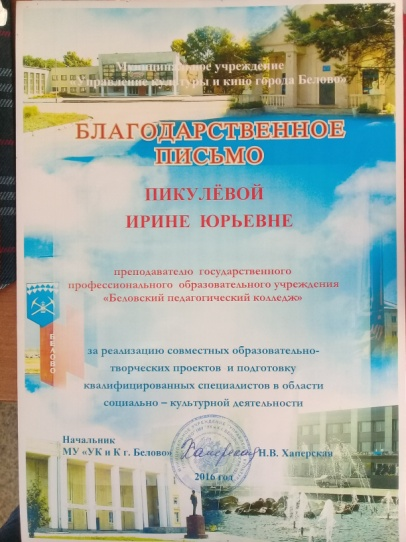 Муниципальное учреждение
«Управление культуры и кино города Белово»
БЛАГОДАРСТВЕННОЕ
ПИСЬМО
ПИКУЛЁВОЙ
ИРИНЕ ЮРЬЕВНЕ
преподавателю государственного
профессионального образовательного учреждения
«Беловский педагогический колледж»
БЕЛОВО
за реализацию совместных образовательно-
творческих проектов и подготовку
квалифицированных специалистов в области
социально – культурной деятельности
Начальник
МУ «УК и К г. Белово» Н.В. Хаперская
2016 год